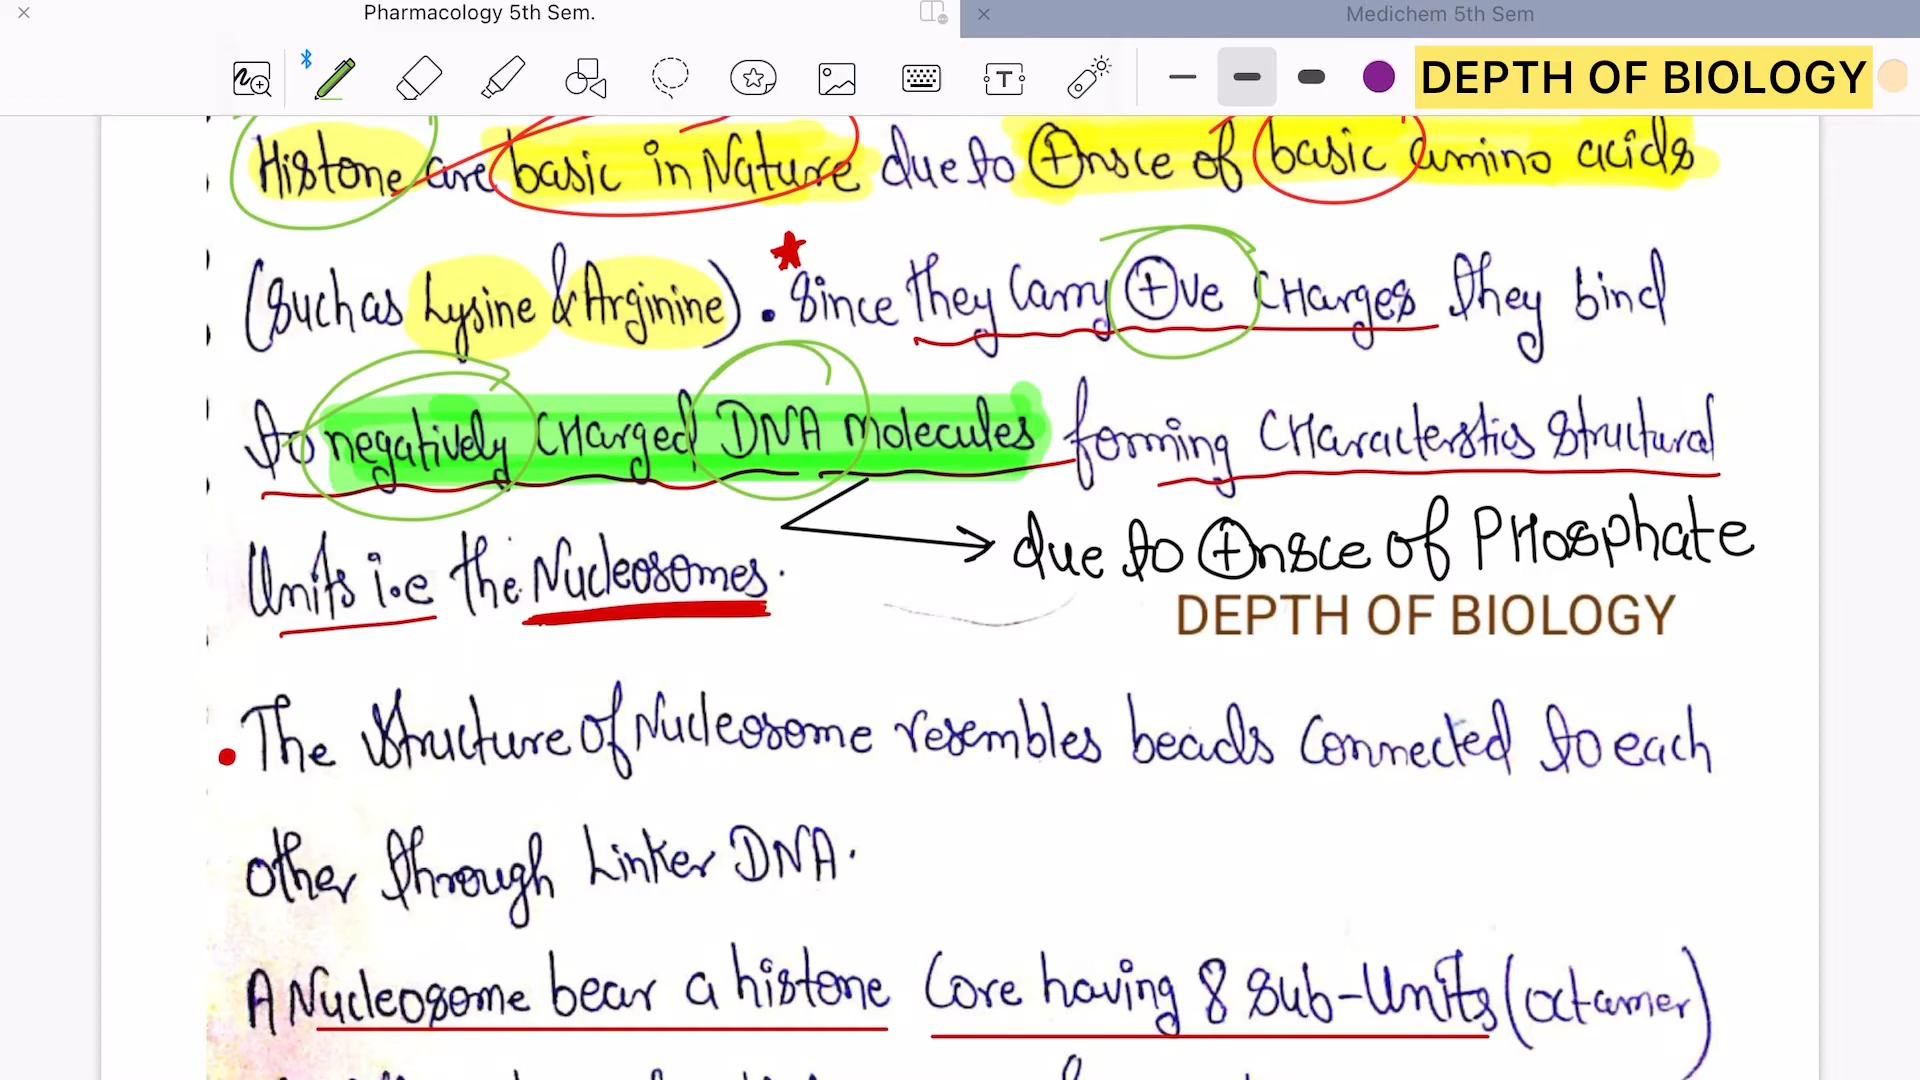 Pharmacology 5th Sem.
Medichem 5th Sem
DEPTH OF BIOLOGY
Histone are basic in Nature due to ⊕nsce of basic amino acids
(Such as Lysine & Arginine). Since they Carry ⊕ve CHarges they bind
to negatively CHarged DNA molecules forming CHaracterstics Structural
Units i.e the Nucleosomes.
due to ⊕nsce of PHosphate
DEPTH OF BIOLOGY
• The Structure of Nucleosome resembles beads Connected to each
other through Linker DNA.
A Nucleosome bear a histone Core having 8 Sub-Units (octamer)